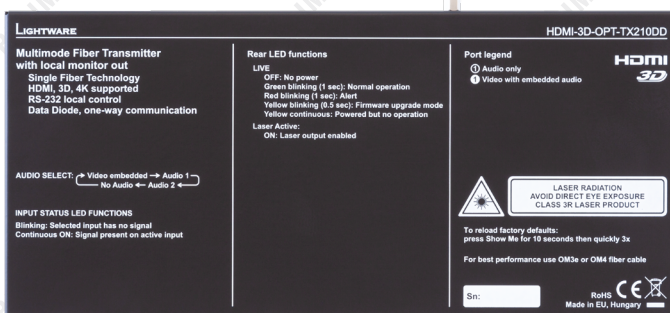 LIGHTWARE
HDMI-3D-OPT-TX210DD
Multimode Fiber Transmitter
with local monitor out
Single Fiber Technology
HDMI, 3D, 4K supported
RS-232 local control
Data Diode, one-way communication
AUDIO SELECT: Video embedded → Audio 1
No Audio ← Audio 2 ←
INPUT STATUS LED FUNCTIONS
Blinking: Selected input has no signal
Continuous ON: Signal present on active input
Rear LED functions
LIVE
OFF: No power
Green blinking (1 sec): Normal operation
Red blinking (1 sec): Alert
Yellow blinking (0.5 sec): Firmware upgrade mode
Yellow continuous: Powered but no operation
Laser Active:
ON: Laser output enabled
Port legend
① Audio only
❶ Video with embedded audio
HDMI
3D
LASER RADIATION
AVOID DIRECT EYE EXPOSURE
CLASS 3R LASER PRODUCT
To reload factory defaults:
press Show Me for 10 seconds then quickly 3x
For best performance use OM3e or OM4 fiber cable
Sn:
RoHS CE
Made in EU, Hungary